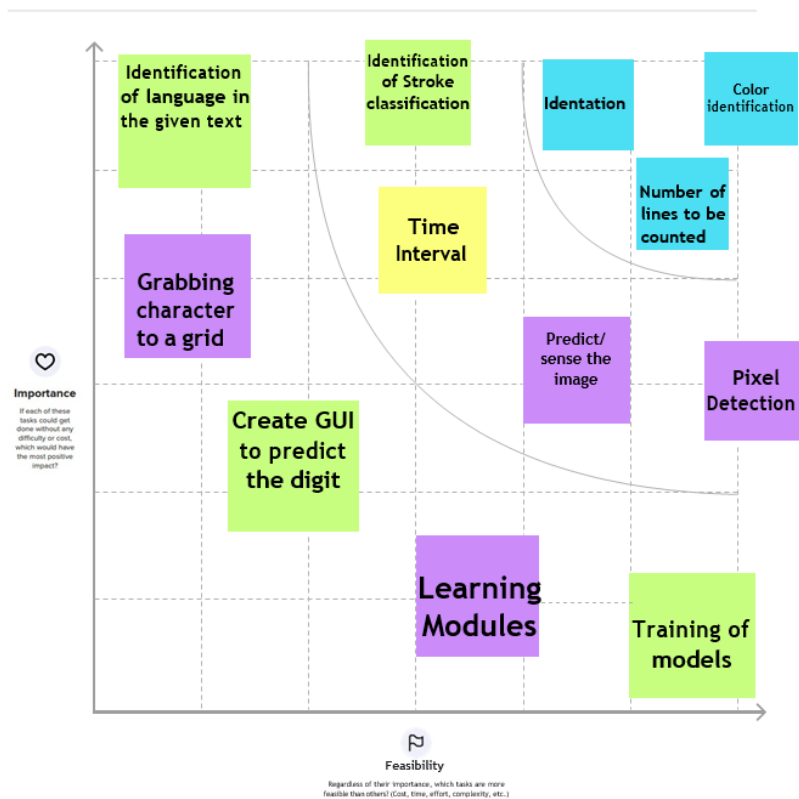 Identification
of language in
the given text
Identification
of Stroke
classification
Identation
Color
identification
Number of
lines to be
counted
Time
Interval
Grabbing
character
to a grid
Predict/
sense the
image
Pixel
Detection
Importance
If each of these
tasks could get
done without any
difficulty or cost,
which would have
the most positive
impact?
Create GUI
to predict
the digit
Learning
Modules
Training of
models
Feasibility
Regardless of their importance, which tasks are more
feasible than others? (Cost, time, effort, complexity, etc.)